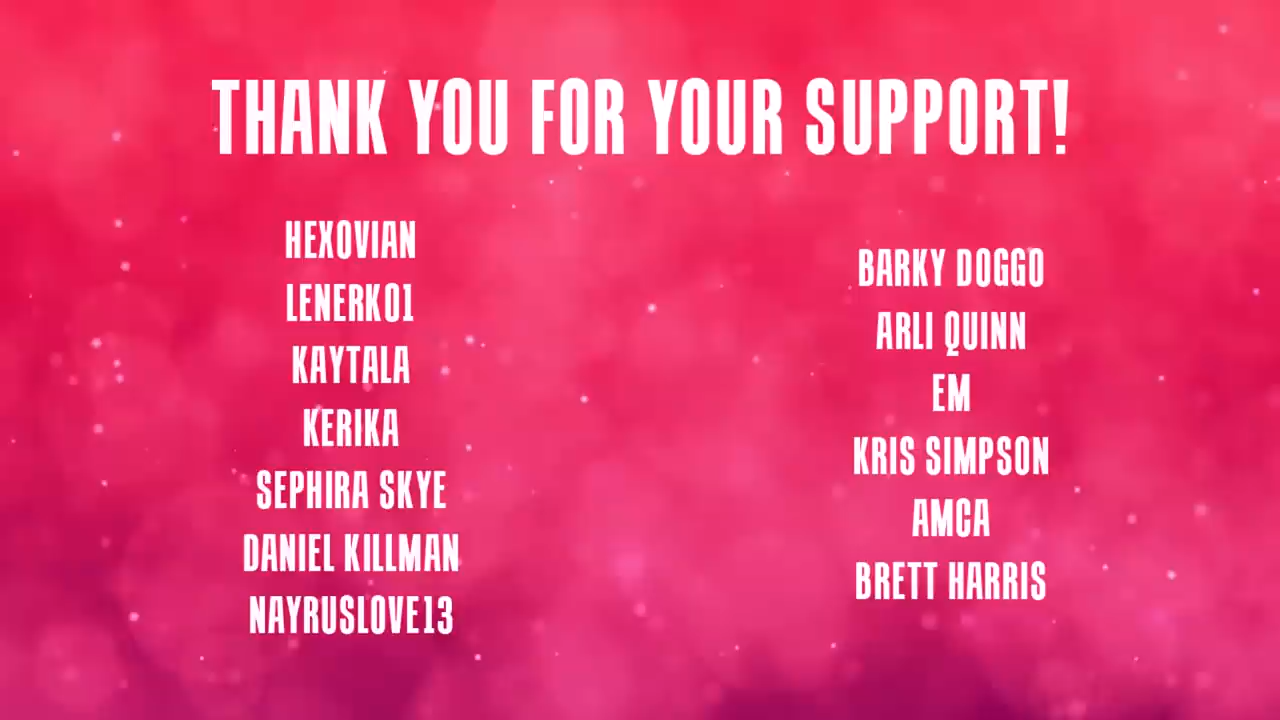 THANK YOU FOR YOUR SUPPORT!
HEXOVIAN
LENERK01
KAYTALA
KERIKA
SEPHIRA SKYE
DANIEL KILLMAN
NAYRUSLOVE13
BARKY DOGGO
ARLI QUINN
EM
KRIS SIMPSON
AMCA
BRETT HARRIS